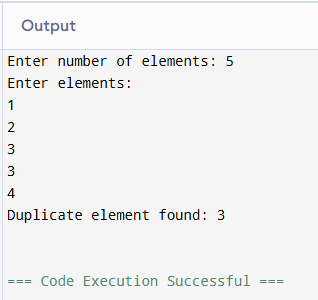 Output
Enter number of elements: 5
Enter elements:
1
2
3
3
4
Duplicate element found: 3
=== Code Execution Successful ===